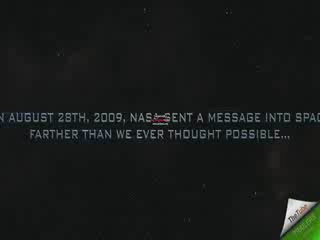 N AUGUST 28TH, 2009, NASA SENT A MESSAGE INTO SPAC
FARTHER THAN WE EVER THOUGHT POSSIBLE...